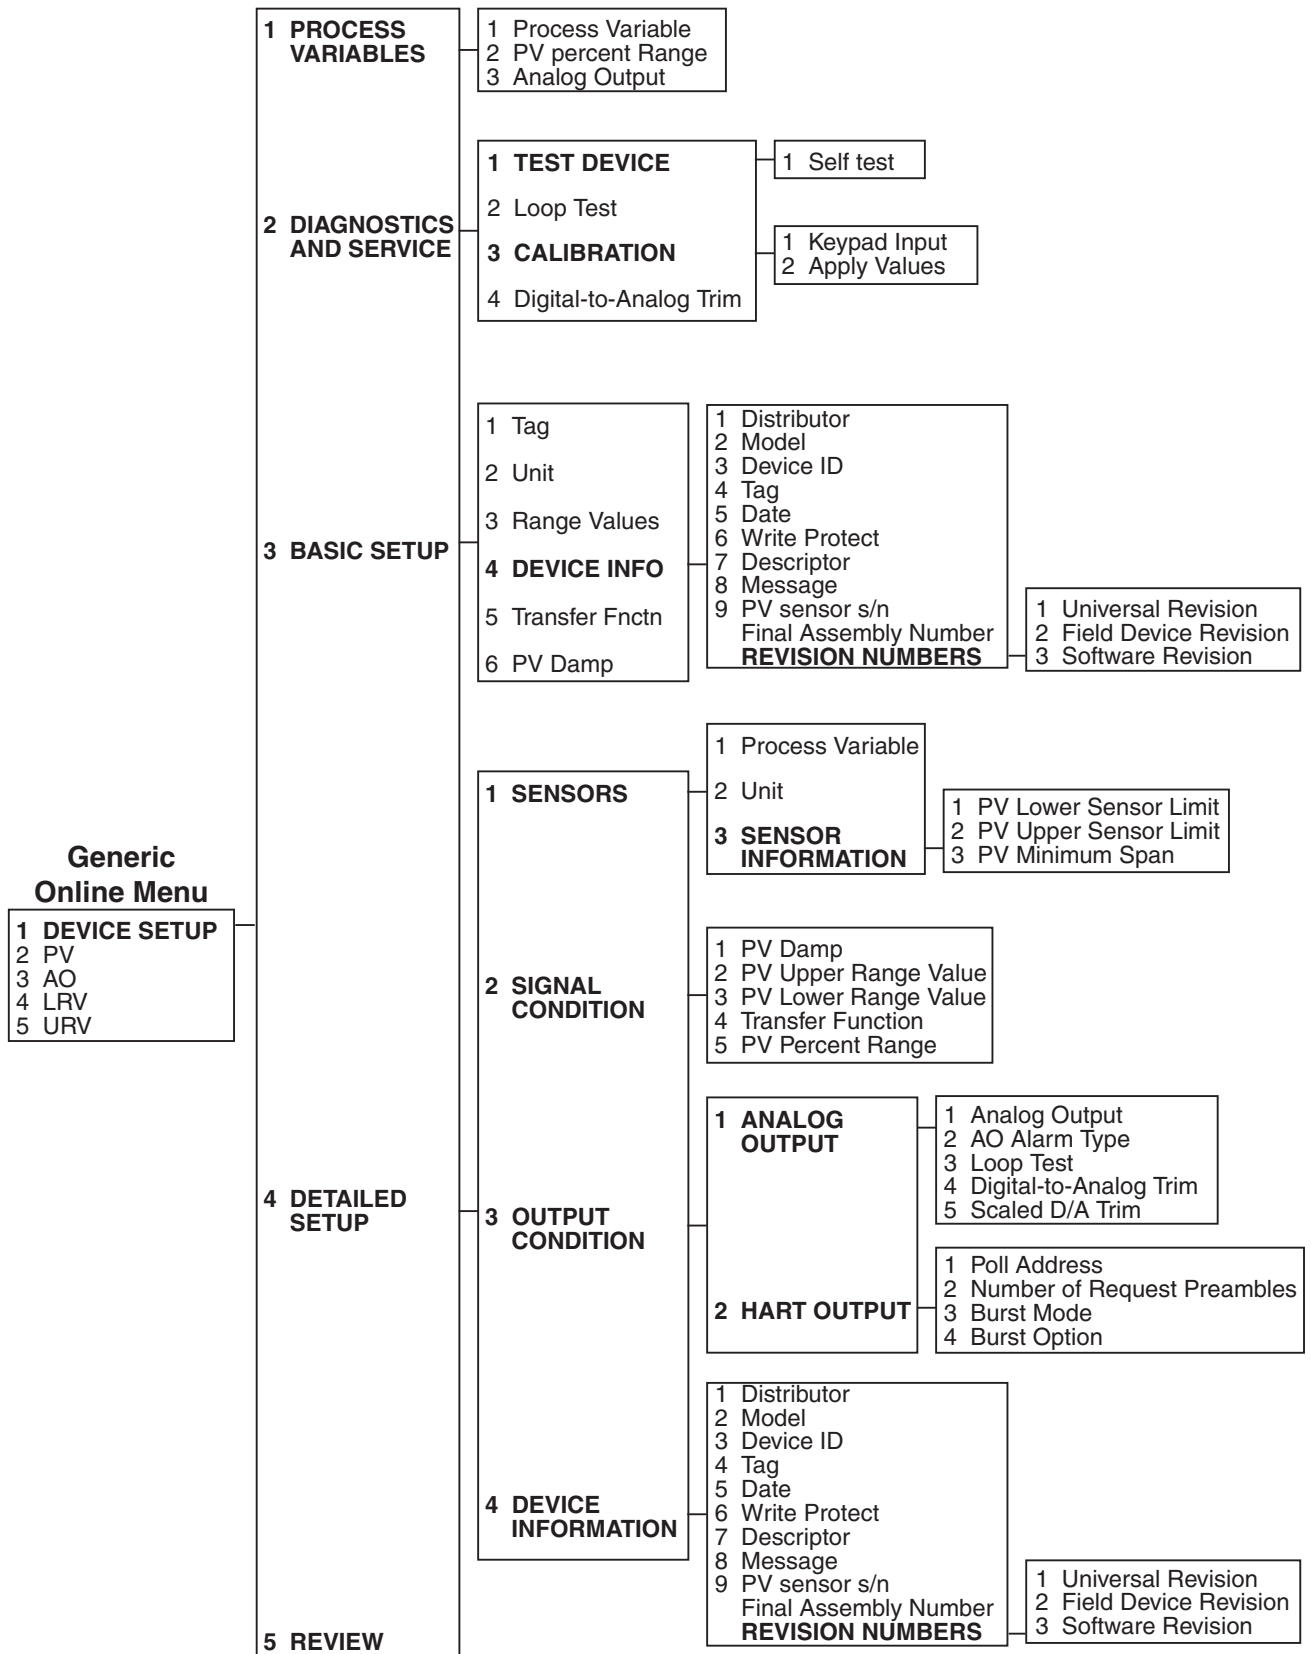 Generic
Online Menu
1 DEVICE SETUP
2 PV
3 AO
4 LRV
5 URV
1 PROCESS
VARIABLES
2 DIAGNOSTICS
AND SERVICE
3 BASIC SETUP
4 DETAILED
SETUP
5 REVIEW
1 Process Variable
2 PV percent Range
3 Analog Output
1 TEST DEVICE
2 Loop Test
3 CALIBRATION
4 Digital-to-Analog Trim
1 Self test
1 Keypad Input
2 Apply Values
1 Tag
2 Unit
3 Range Values
4 DEVICE INFO
5 Transfer Fnctn
6 PV Damp
1 Distributor
2 Model
3 Device ID
4 Tag
5 Date
6 Write Protect
7 Descriptor
8 Message
9 PV sensor s/n
Final Assembly Number
REVISION NUMBERS
1 Universal Revision
2 Field Device Revision
3 Software Revision
1 SENSORS
2 SIGNAL
CONDITION
3 OUTPUT
CONDITION
4 DEVICE
INFORMATION
1 Process Variable
2 Unit
3 SENSOR
INFORMATION
1 PV Lower Sensor Limit
2 PV Upper Sensor Limit
3 PV Minimum Span
1 PV Damp
2 PV Upper Range Value
3 PV Lower Range Value
4 Transfer Function
5 PV Percent Range
1 ANALOG
OUTPUT
2 HART OUTPUT
1 Analog Output
2 AO Alarm Type
3 Loop Test
4 Digital-to-Analog Trim
5 Scaled D/A Trim
1 Poll Address
2 Number of Request Preambles
3 Burst Mode
4 Burst Option
1 Distributor
2 Model
3 Device ID
4 Tag
5 Date
6 Write Protect
7 Descriptor
8 Message
9 PV sensor s/n
Final Assembly Number
REVISION NUMBERS
1 Universal Revision
2 Field Device Revision
3 Software Revision